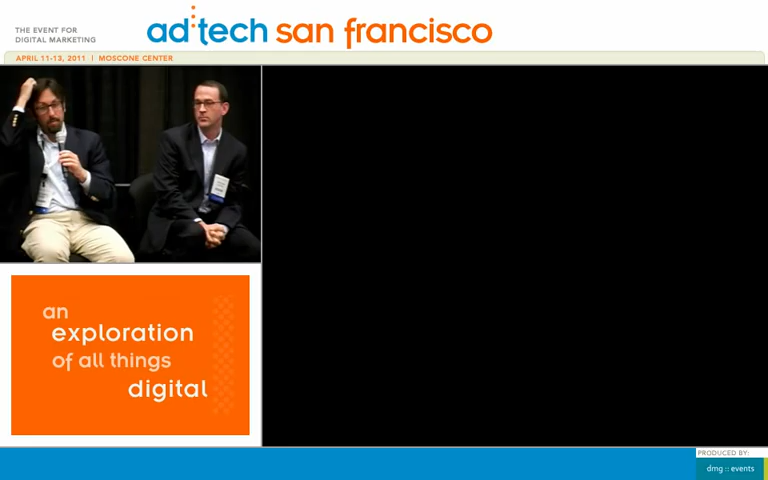 THE EVENT FOR
DIGITAL MARKETING
ad:tech san francisco
APRIL 11-13, 2011 | MOSCONE CENTER
an
exploration
of all things
digital
PRODUCED BY:
dmg :: events